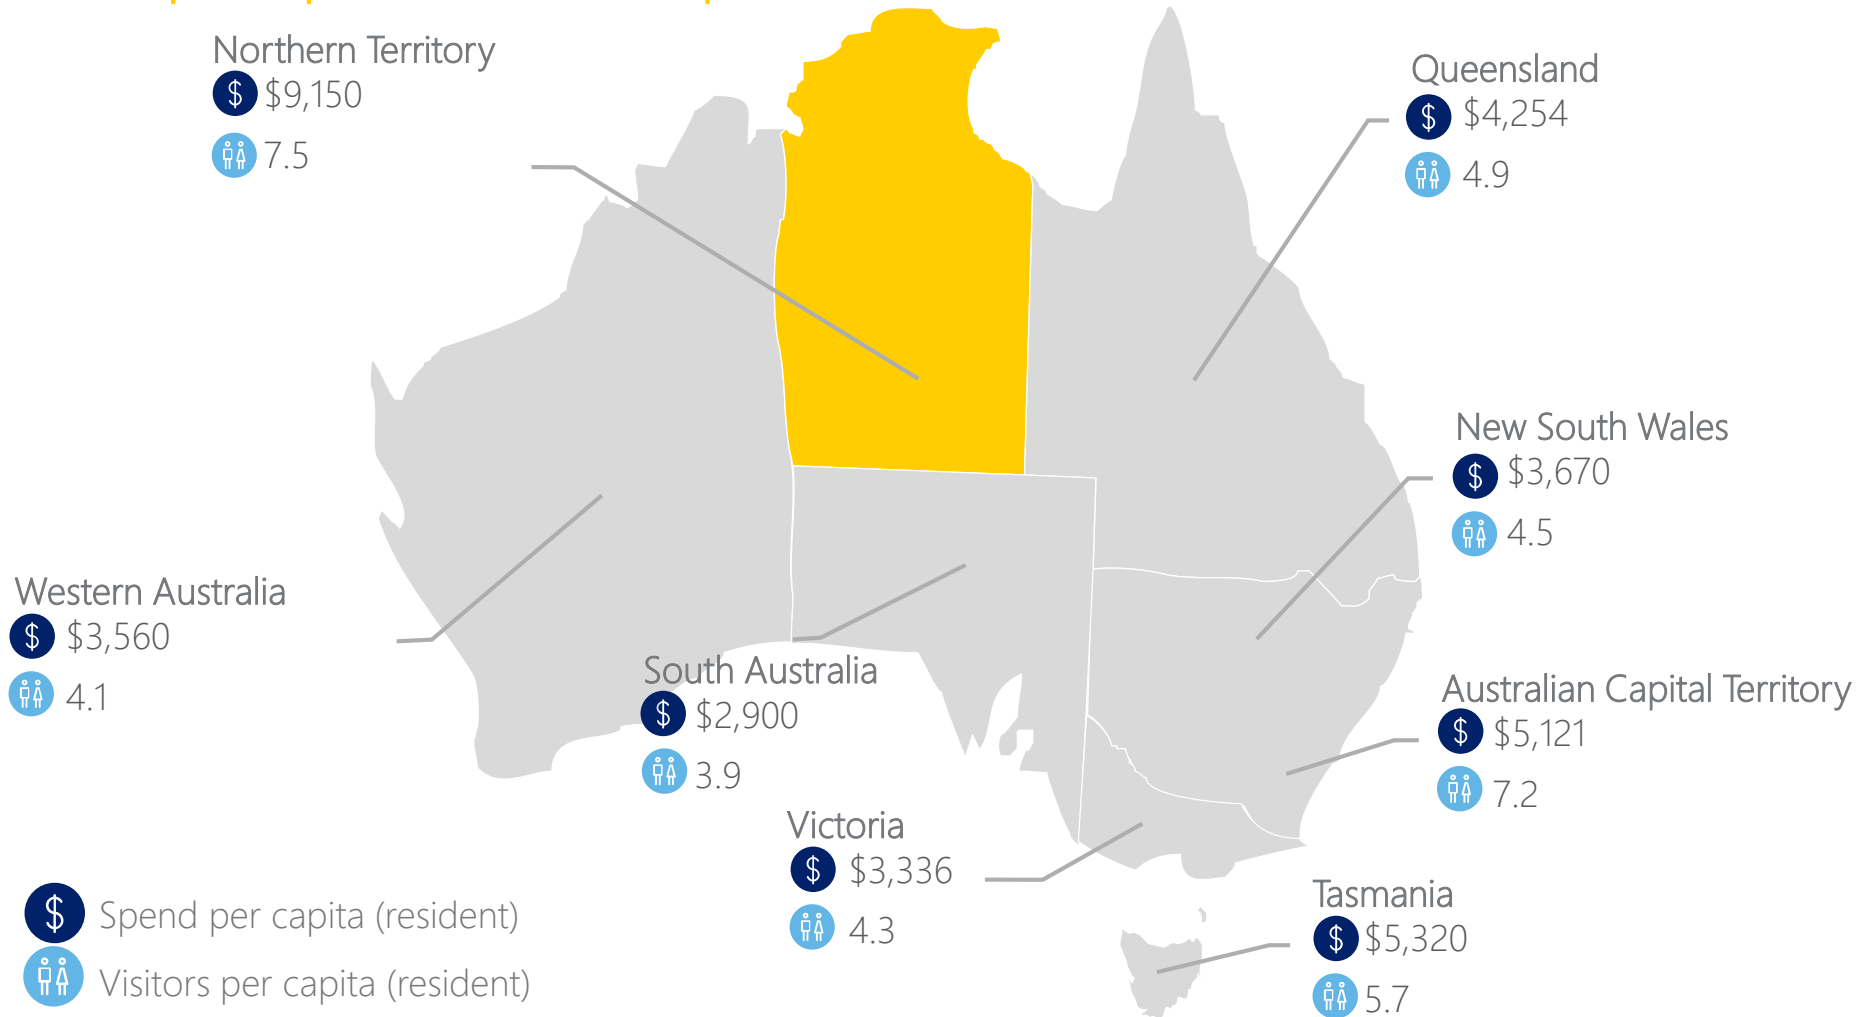 Northern Territory
$ $9,150
7.5
Queensland
$ $4,254
4.9
New South Wales
$ $3,670
4.5
Western Australia
$ $3,560
4.1
South Australia
$ $2,900
3.9
Australian Capital Territory
$ $5,121
7.2
Victoria
$ $3,336
4.3
Tasmania
$ $5,320
5.7
$ Spend per capita (resident)
Visitors per capita (resident)